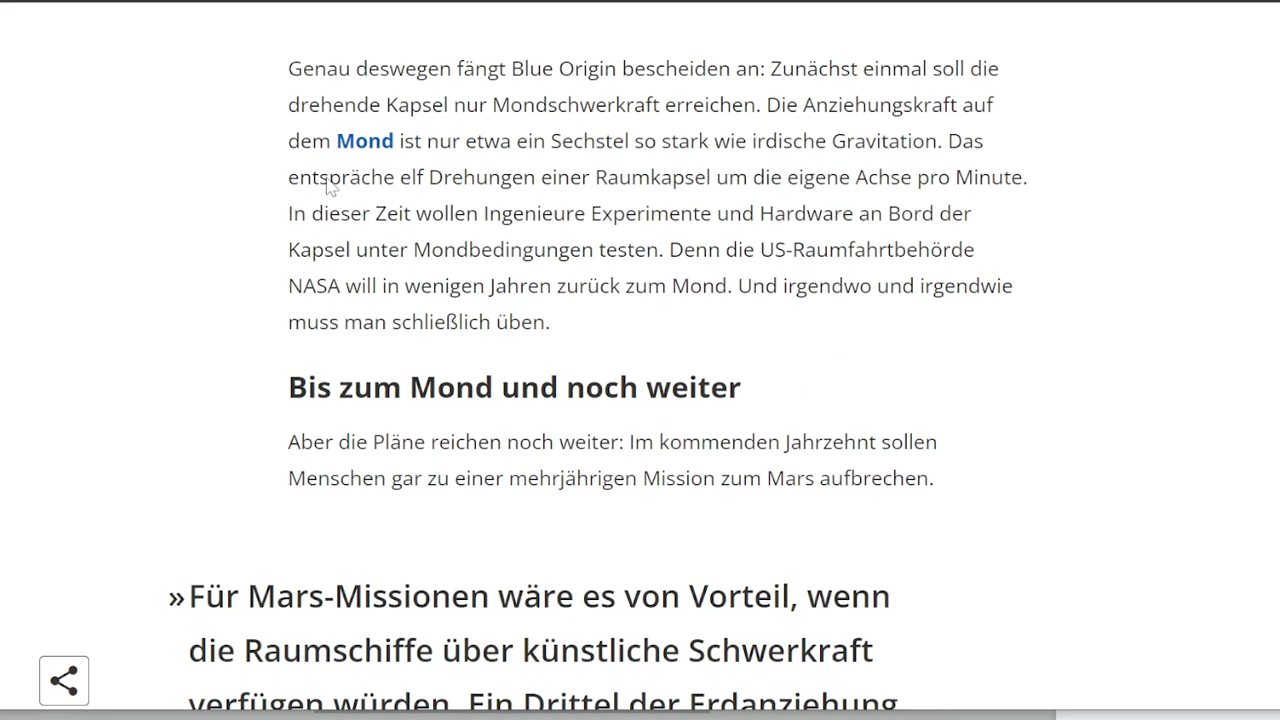 Genau deswegen fängt Blue Origin bescheiden an: Zunächst einmal soll die
drehende Kapsel nur Mondschwerkraft erreichen. Die Anziehungskraft auf
dem Mond ist nur etwa ein Sechstel so stark wie irdische Gravitation. Das
entspräche elf Drehungen einer Raumkapsel um die eigene Achse pro Minute.
In dieser Zeit wollen Ingenieure Experimente und Hardware an Bord der
Kapsel unter Mondbedingungen testen. Denn die US-Raumfahrtbehörde
NASA will in wenigen Jahren zurück zum Mond. Und irgendwo und irgendwie
muss man schließlich üben.
Bis zum Mond und noch weiter
Aber die Pläne reichen noch weiter: Im kommenden Jahrzehnt sollen
Menschen gar zu einer mehrjährigen Mission zum Mars aufbrechen.
»Für Mars-Missionen wäre es von Vorteil, wenn
die Raumschiffe über künstliche Schwerkraft
verfügen würden. Ein Drittel der Erdanziehung